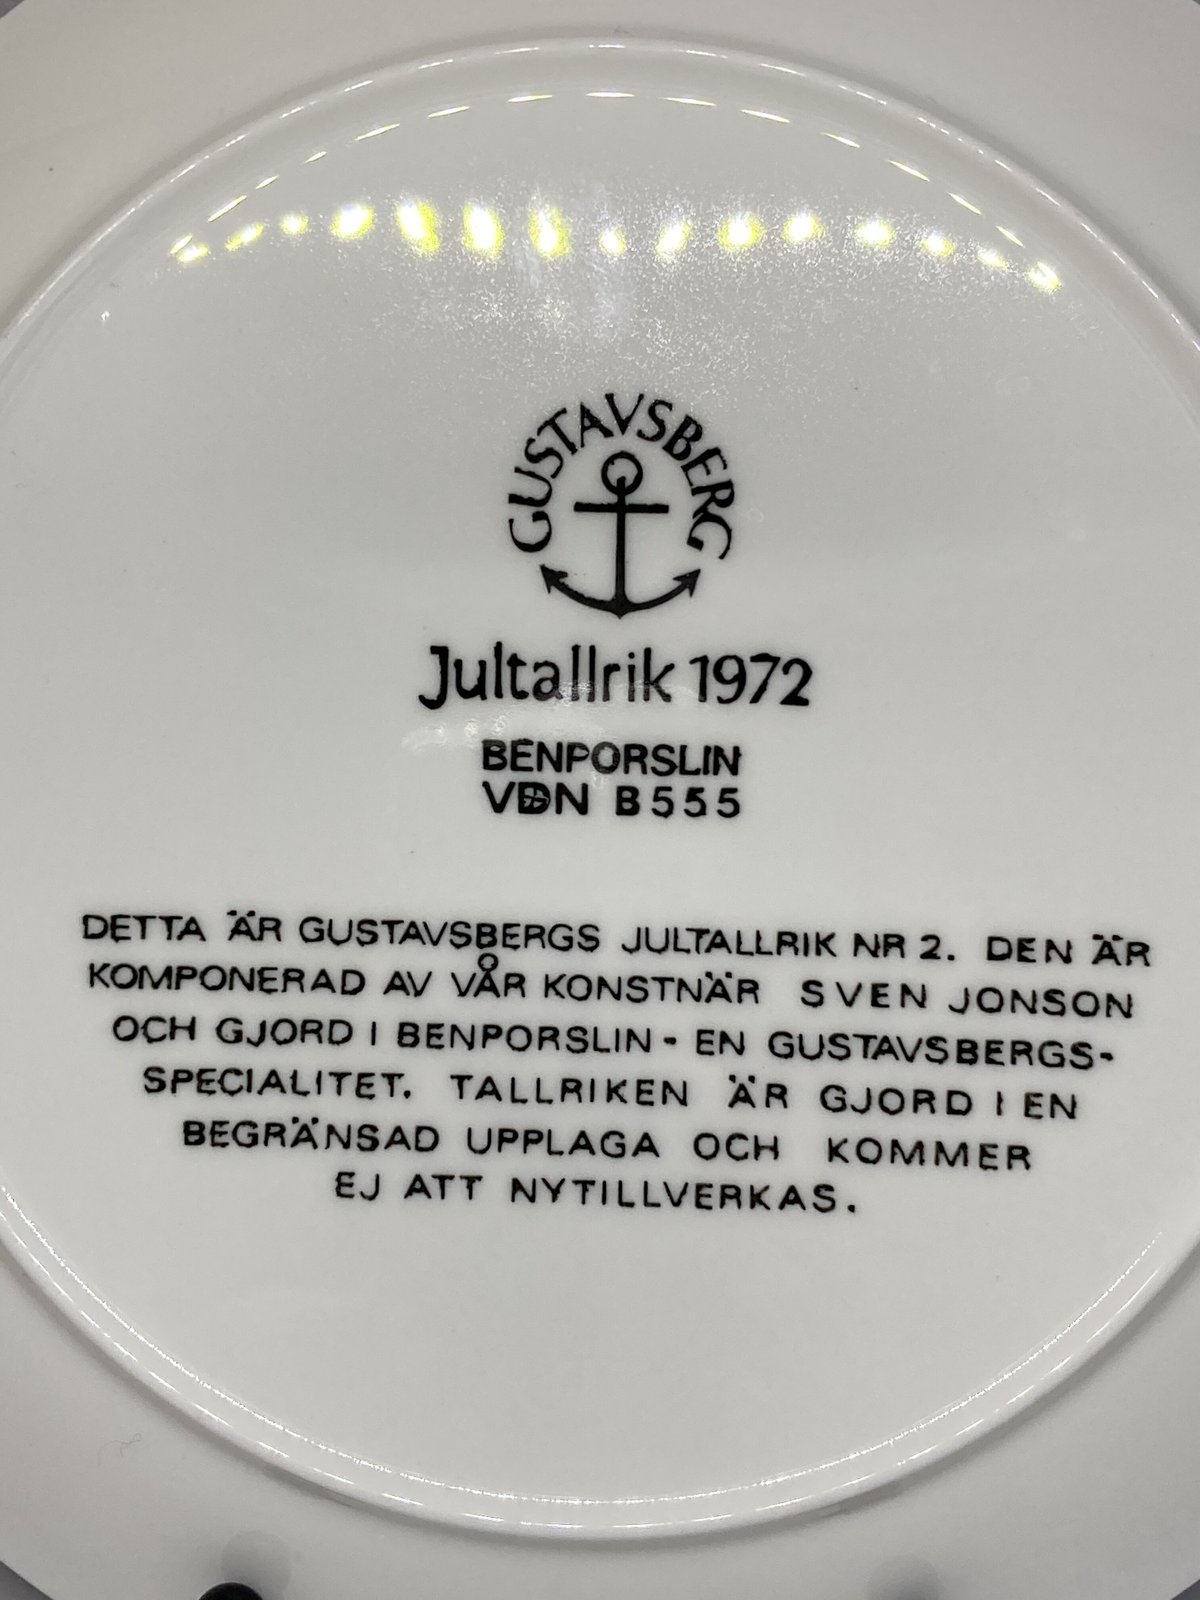 GUSTAVSBERG
Jultallrik 1972
BENPORSLIN
VDN B555
DETTA ÄR GUSTAVSBERGS JULTALLRIK NR 2. DEN ÄR
KOMPONERAD AV VÅR KONSTNÄR SVEN JONSON
OCH GJORD I BENPORSLIN - EN GUSTAVSBERGS-
SPECIALITET. TALLRIKEN ÄR GJORD I EN
BEGRÄNSAD UPPLAGA OCH KOMMER
EJ ATT NYTILLVERKAS.